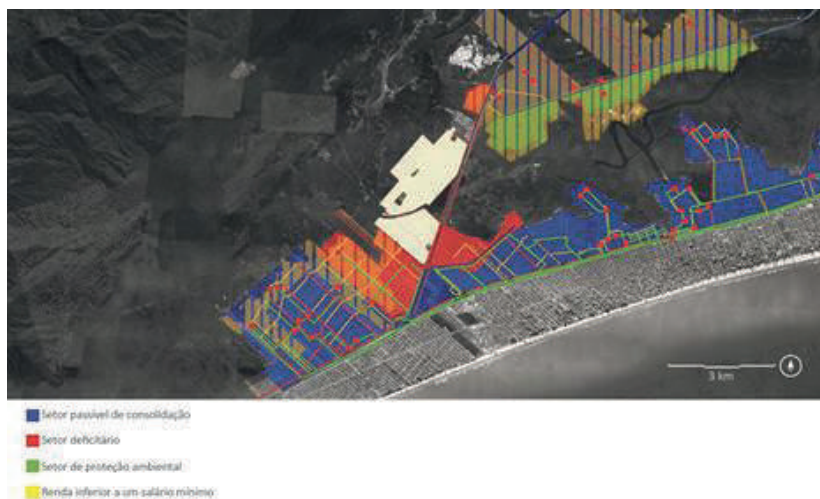 3 km
Setor passível de consolidação
Setor deficitário
Setor de proteção ambiental
Renda inferior a um salário mínimo